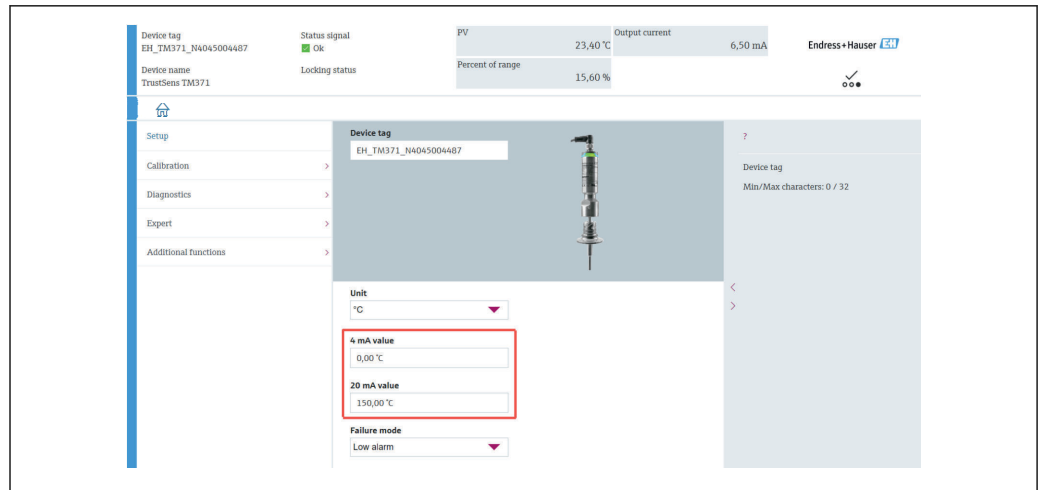 Device tag
EH_TM371_N4045004487
Status signal
Ok
PV
23,40 °C
Output current
6,50 mA
Endress+Hauser EH
Device name
TrustSens TM371
Locking status
Percent of range
15,60 %
Setup
Calibration
Diagnostics
Expert
Additional functions
Device tag
EH_TM371_N4045004487
?
Device tag
Min/Max characters: 0 / 32
Unit
°C
4 mA value
0,00 °C
20 mA value
150,00 °C
Failure mode
Low alarm